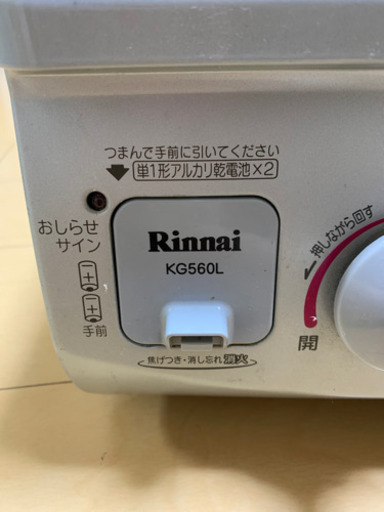 つまんで手前に引いてください
単1形アルカリ乾電池×2
おしらせ
サイン
手前
Rinnai
KG560L
焦げつき・消し忘れ 消火
押しながら回す
開